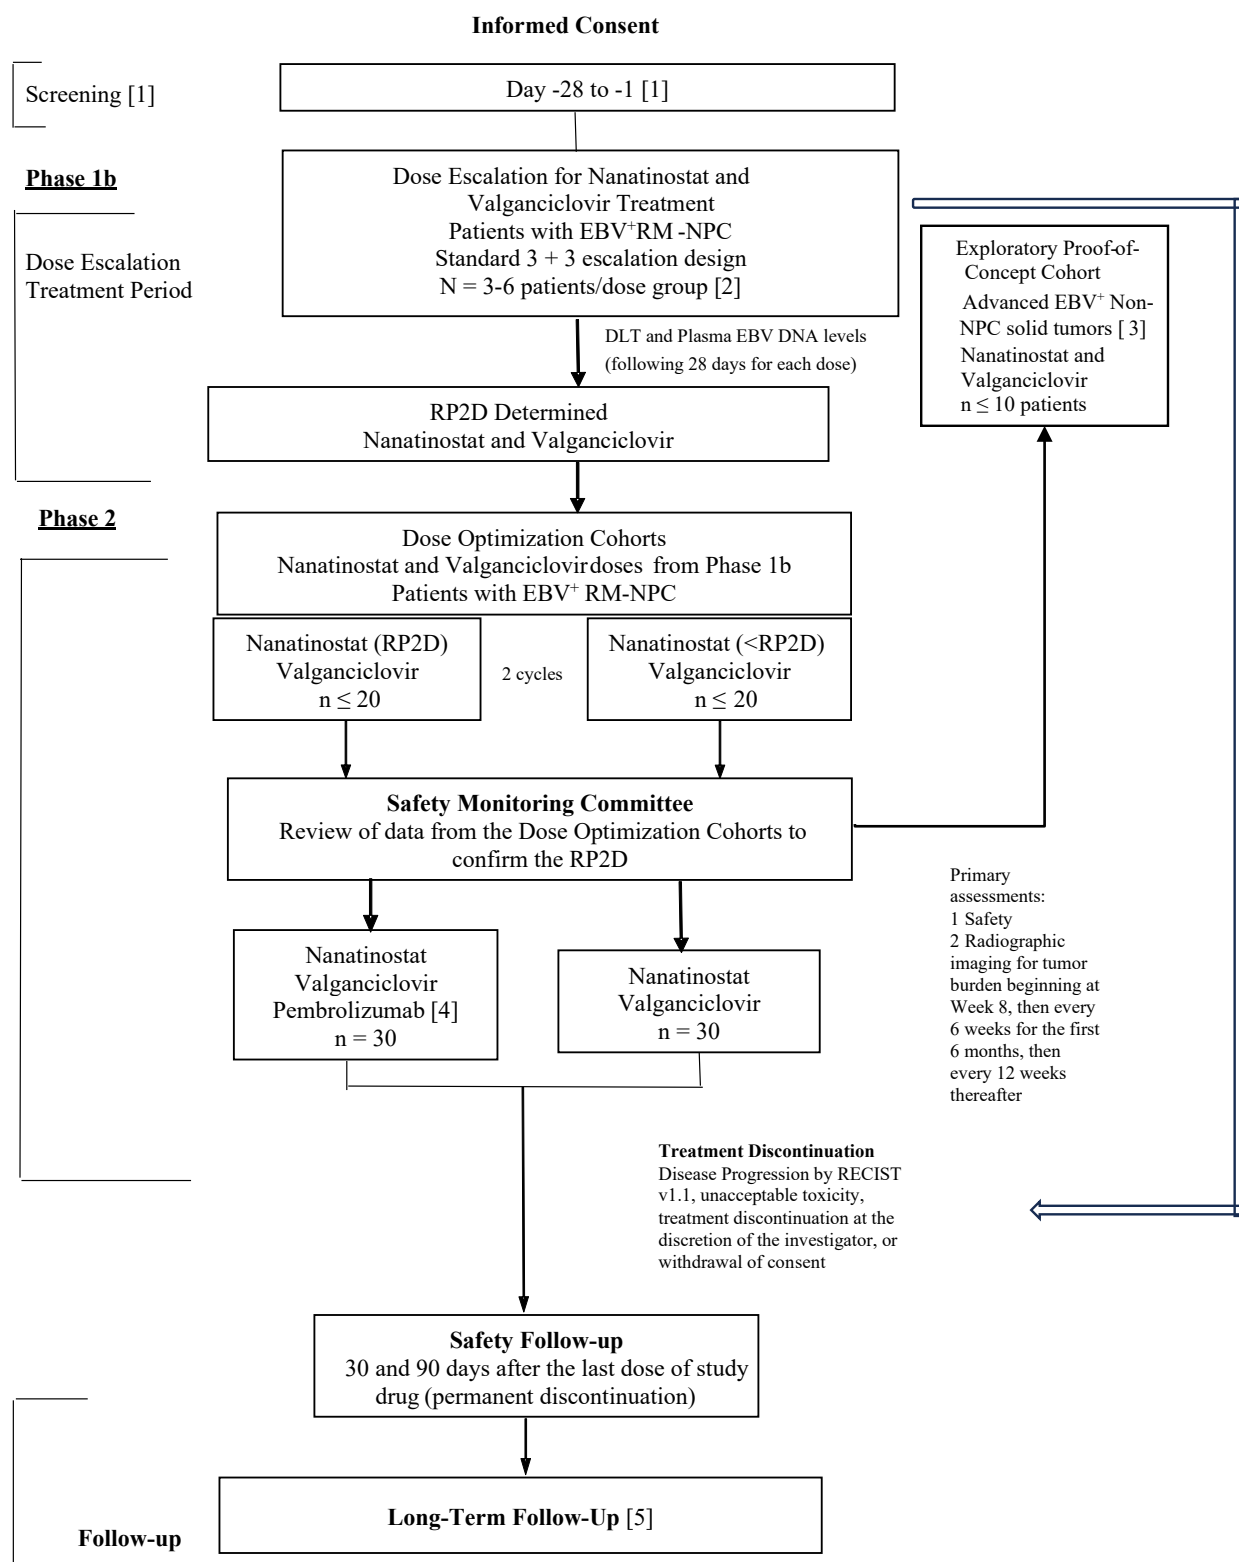 Informed Consent
Screening [1]
Day -28 to -1 [1]
Phase 1b
Dose Escalation
Treatment Period
Dose Escalation for Nanatinostat and
Valganciclovir Treatment
Patients with EBV⁺RM -NPC
Standard 3 + 3 escalation design
N = 3-6 patients/dose group [2]
Exploratory Proof-of-
Concept Cohort
Advanced EBV⁺ Non-
NPC solid tumors [ 3]
Nanatinostat and
Valganciclovir
n ≤ 10 patients
DLT and Plasma EBV DNA levels
(following 28 days for each dose)
RP2D Determined
Nanatinostat and Valganciclovir
Phase 2
Dose Optimization Cohorts
Nanatinostat and Valganciclovir doses from Phase 1b
Patients with EBV⁺ RM-NPC
Nanatinostat (RP2D)
Valganciclovir
n ≤ 20
2 cycles
Nanatinostat (<RP2D)
Valganciclovir
n ≤ 20
Safety Monitoring Committee
Review of data from the Dose Optimization Cohorts to
confirm the RP2D
Nanatinostat
Valganciclovir
Pembrolizumab [4]
n = 30
Nanatinostat
Valganciclovir
n = 30
Primary
assessments:
1 Safety
2 Radiographic
imaging for tumor
burden beginning at
Week 8, then every
6 weeks for the first
6 months, then
every 12 weeks
thereafter
Treatment Discontinuation
Disease Progression by RECIST
v1.1, unacceptable toxicity,
treatment discontinuation at the
discretion of the investigator, or
withdrawal of consent
Safety Follow-up
30 and 90 days after the last dose of study
drug (permanent discontinuation)
Long-Term Follow-Up [5]
Follow-up